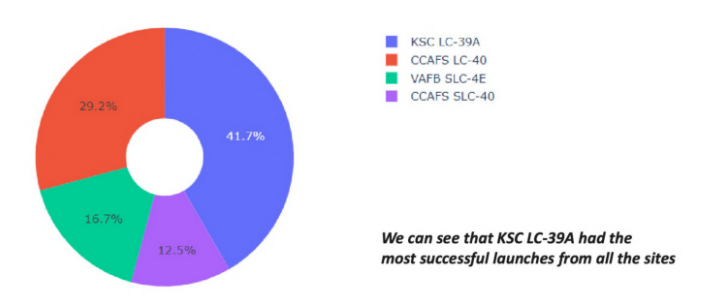 KSC LC-39A
CCAFS LC-40
VAFB SLC-4E
CCAFS SLC-40
29.2%
41.7%
16.7%
12.5%
We can see that KSC LC-39A had the
most successful launches from all the sites